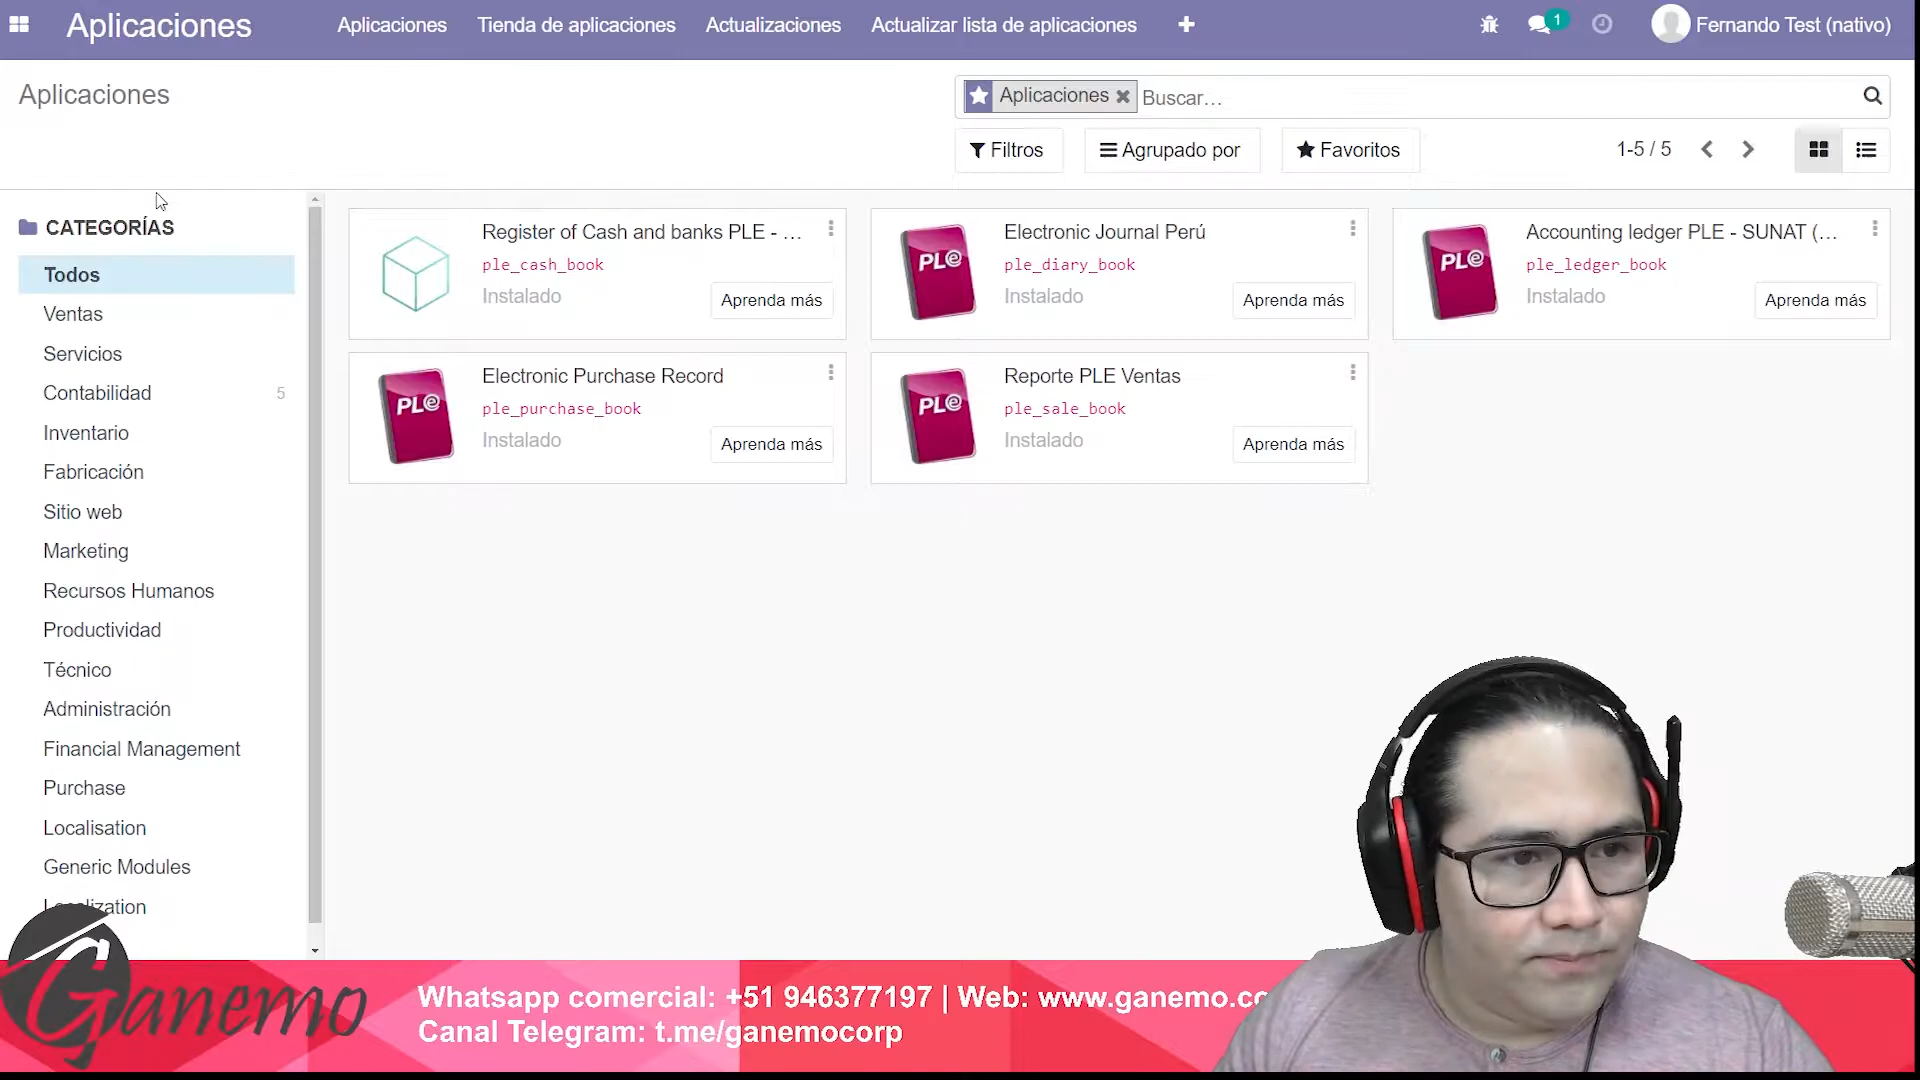 Aplicaciones
Aplicaciones
Tienda de aplicaciones
Actualizaciones
Actualizar lista de aplicaciones
1
Fernando Test (nativo)
Aplicaciones
Aplicaciones
Buscar...
Filtros
Agrupado por
Favoritos
1-5 / 5
CATEGORÍAS
Todos
Ventas
Servicios
Contabilidad 5
Inventario
Fabricación
Sitio web
Marketing
Recursos Humanos
Productividad
Técnico
Administración
Financial Management
Purchase
Localisation
Generic Modules
Register of Cash and banks PLE - ...
ple_cash_book
Instalado
Aprenda más
PLe
Electronic Journal Perú
ple_diary_book
Instalado
Aprenda más
PLe
Accounting ledger PLE - SUNAT (...
ple_ledger_book
Instalado
Aprenda más
PLe
Electronic Purchase Record
ple_purchase_book
Instalado
Aprenda más
PLe
Reporte PLE Ventas
ple_sale_book
Instalado
Aprenda más
Ganemo
Whatsapp comercial: +51 946377197 | Web: www.ganemo.co
Canal Telegram: t.me/ganemocorp